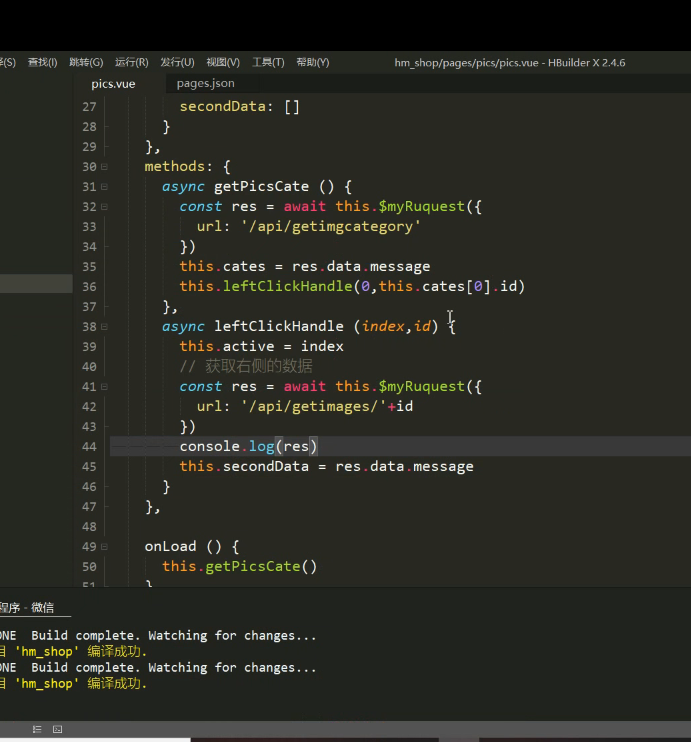 (S) 查找(I) 跳转(G) 运行(R) 发行(U) 视图(V) 工具(T) 帮助(Y) hm_shop/pages/pics/pics.vue - HBuilder X 2.4.6
pics.vue pages.json
27 secondData: []
28 }
29 },
30 methods: {
31 async getPicsCate () {
32 const res = await this.$myRuquest({
33 url: '/api/getimgcategory'
34 })
35 this.cates = res.data.message
36 this.leftClickHandle(0,this.cates[0].id)
37 },
38 async leftClickHandle (index,id) {
39 this.active = index
40 // 获取右侧的数据
41 const res = await this.$myRuquest({
42 url: '/api/getimages/'+id
43 })
44 console.log(res)
45 this.secondData = res.data.message
46 }
47 },
48
49 onLoad () {
50 this.getPicsCate()
51 }
程序 - 微信
ONE Build complete. Watching for changes...
目 'hm_shop' 编译成功.
ONE Build complete. Watching for changes...
目 'hm_shop' 编译成功.